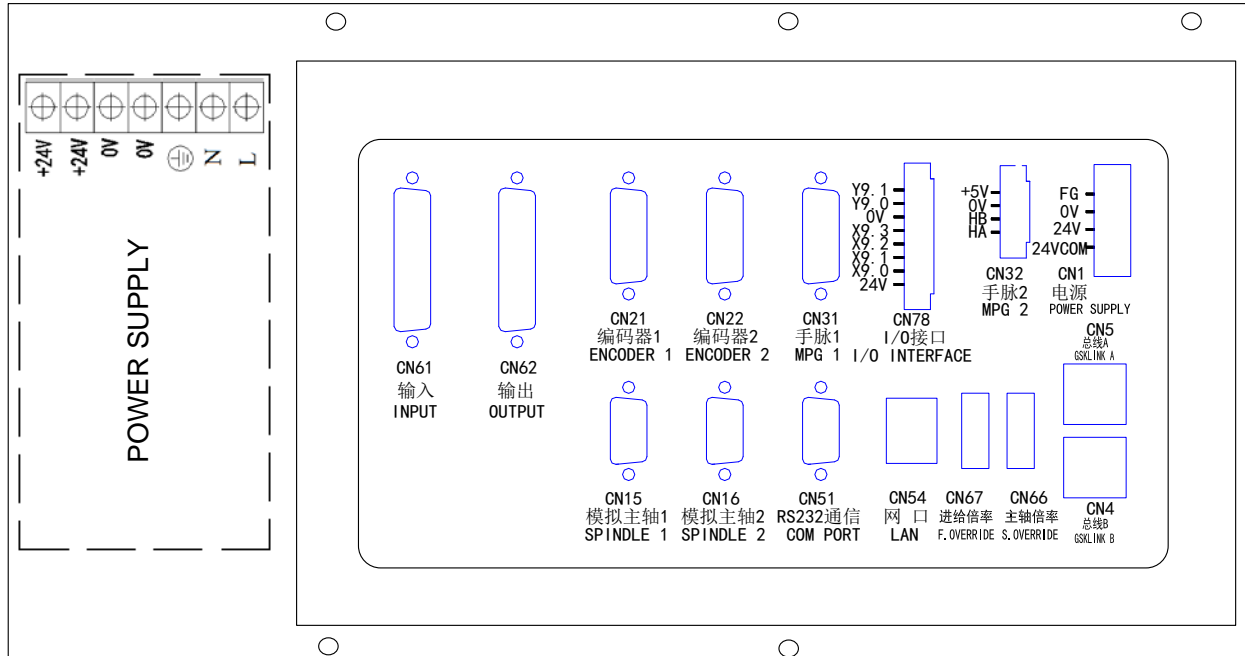 +24V
+24V
0V
0V
N
L
POWER SUPPLY
CN61
输入
INPUT
CN62
输出
OUTPUT
CN21
编码器1
ENCODER 1
CN22
编码器2
ENCODER 2
CN31
手脉1
MPG 1
Y9.1
Y9.0
0V
X9.3
X9.2
X9.1
X9.0
24V
CN78
I/O接口
I/O INTERFACE
+5V
0V
HB
HA
CN32
手脉2
MPG 2
FG
0V
24V
24VCOM
CN1
电源
POWER SUPPLY
CN5
总线A
GSKLINK A
CN15
模拟主轴1
SPINDLE 1
CN16
模拟主轴2
SPINDLE 2
CN51
RS232通信
COM PORT
CN54
网 口
LAN
CN67
进给倍率
F.OVERRIDE
CN66
主轴倍率
S.OVERRIDE
CN4
总线B
GSKLINK B